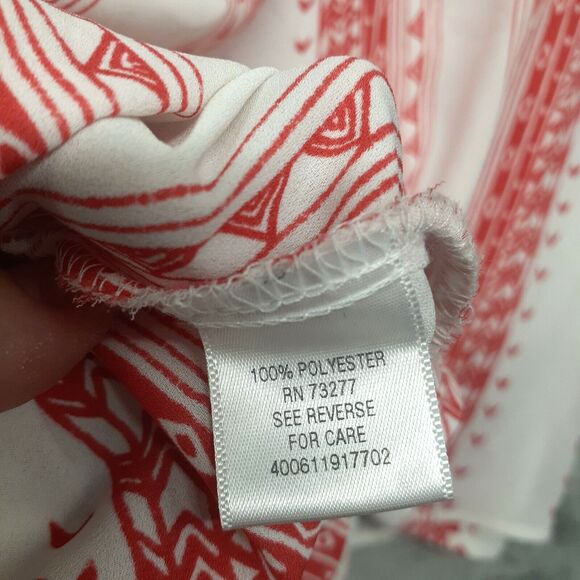 100% POLYESTER
RN 73277
SEE REVERSE
FOR CARE
400611917702